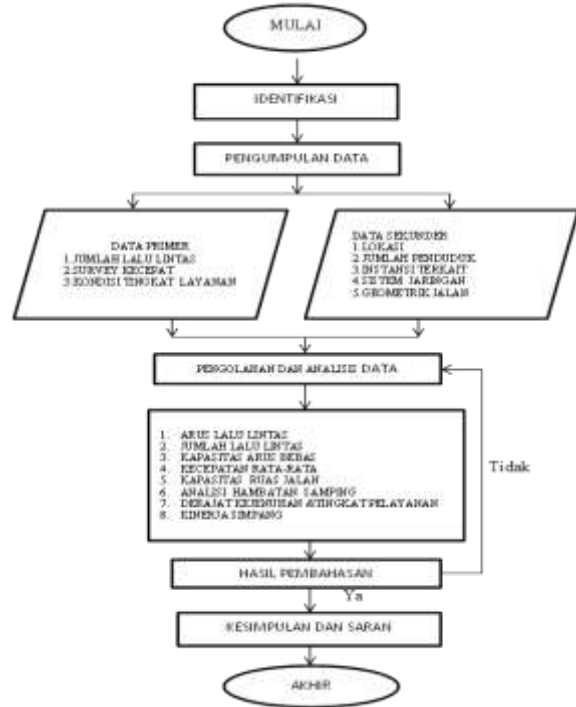 MULAI
IDENTIFIKASI
PENGUMPULAN DATA
DATA PRIMER
1.JUMLAH LALU LINTAS
2.SURVEY KECEPAT
3.KONDISI TINGKAT LAYANAN
DATA SEKUNDER
1.LOKASI
2.JUMLAH PENDUDUK
3.INSTANSI TERKAIT
4.SISTEM JARINGAN
5.GEOMETRIK JALAN
PENGOLAHAN DAN ANALISIS DATA
1. ARUS LALU LINTAS
2. JUMLAH LALU LINTAS
3. KAPASITAS ARUS BEBAS
4. KECEPATAN RATA-RATA
5. KAPASITAS RUAS JALAN
6. ANALISI HAMBATAN SAMPING
7. DERAJAT KEJENUHAN &TINGKAT PELAYANAN
8. KINERJA SIMPANG
Tidak
HASIL PEMBAHASAN
Ya
KESIMPULAN DAN SARAN
AKHIR